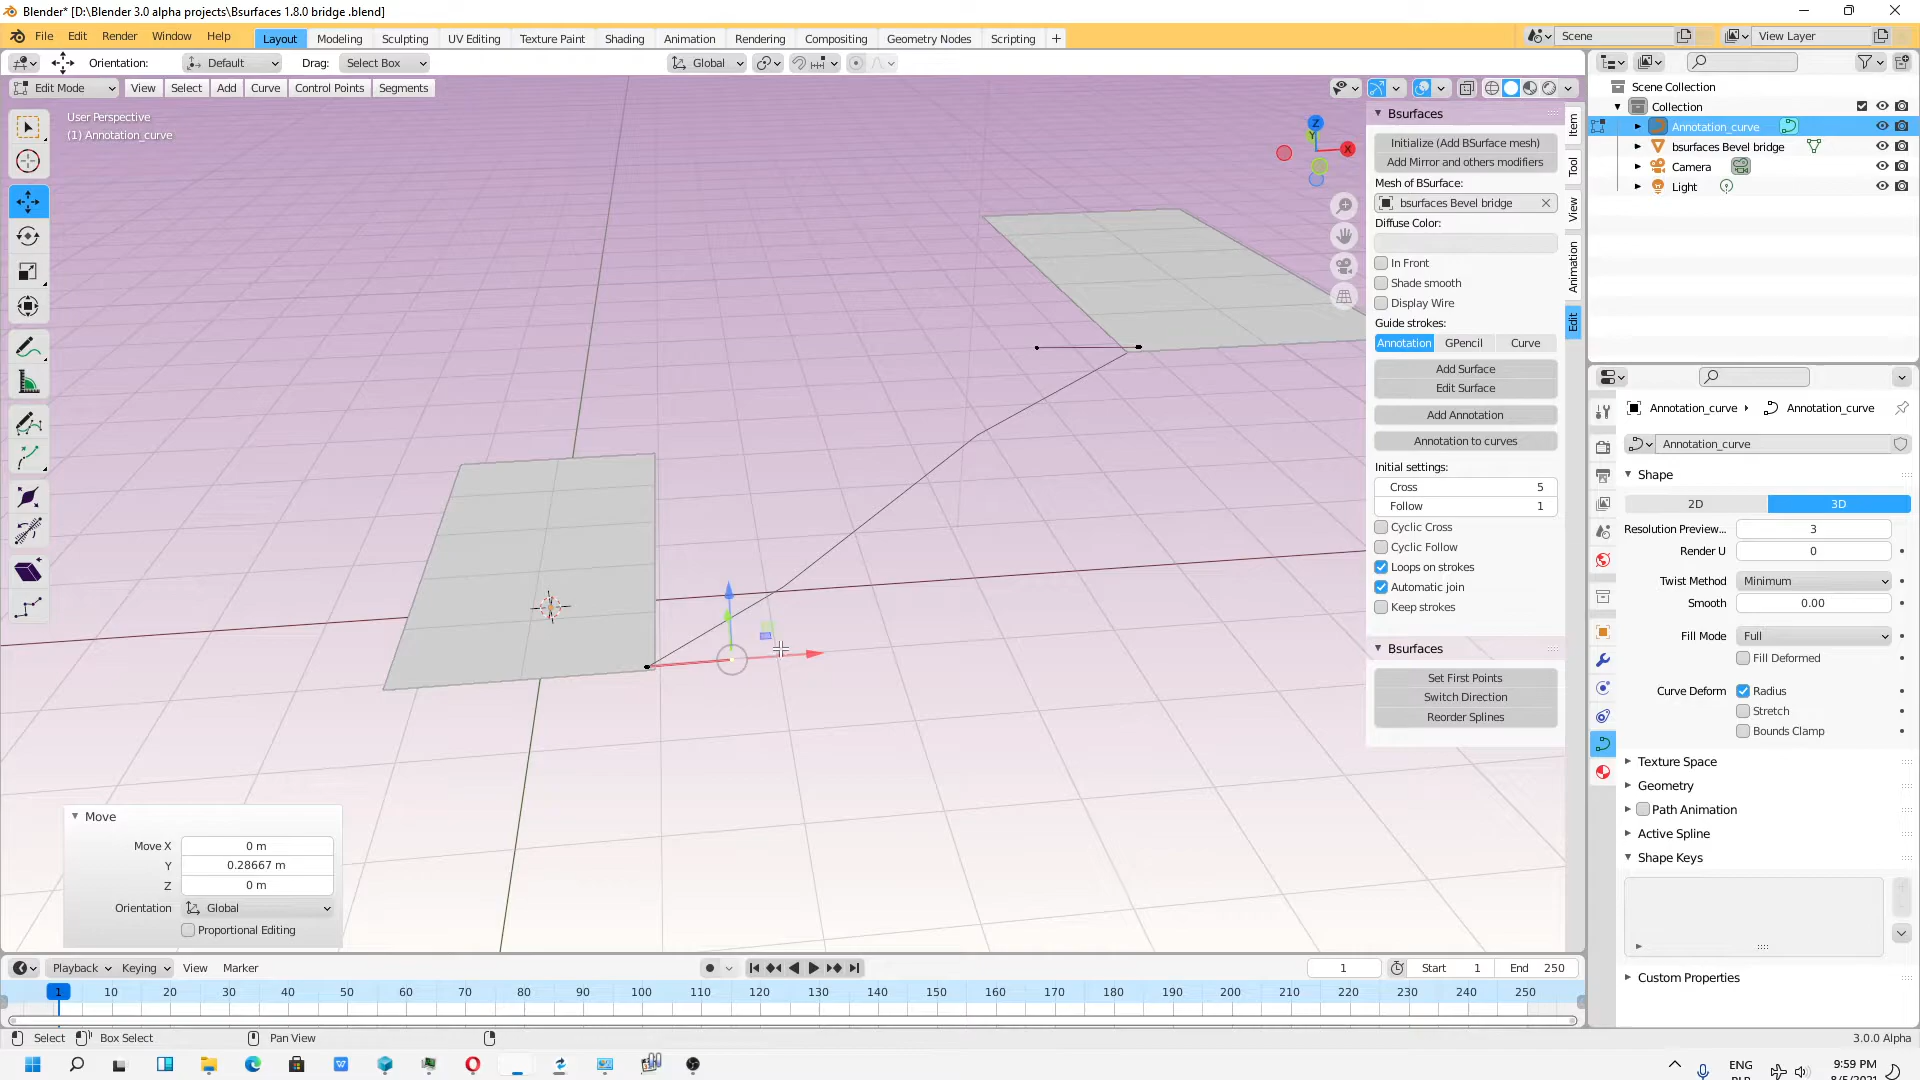 Blender* [D:\Blender 3.0 alpha projects\Bsurfaces 1.8.0 bridge .blend]
File Edit Render Window Help Layout Modeling Sculpting UV Editing Texture Paint Shading Animation Rendering Compositing Geometry Nodes Scripting + Scene View Layer
Orientation: Default Drag: Select Box Global
Edit Mode View Select Add Curve Control Points Segments
User Perspective
(1) Annotation_curve
Z
Y
X
Bsurfaces
Initialize (Add BSurface mesh)
Add Mirror and others modifiers
Mesh of BSurface:
bsurfaces Bevel bridge
Diffuse Color:
In Front
Shade smooth
Display Wire
Guide strokes:
Annotation GPencil Curve
Add Surface
Edit Surface
Add Annotation
Annotation to curves
Initial settings:
Cross 5
Follow 1
Cyclic Cross
Cyclic Follow
Loops on strokes
Automatic join
Keep strokes
Bsurfaces
Set First Points
Switch Direction
Reorder Splines
Item
Tool
View
Animation
Edit
Scene Collection
Collection
Annotation_curve
bsurfaces Bevel bridge
Camera
Light
Annotation_curve Annotation_curve
Annotation_curve
Shape
2D 3D
Resolution Preview... 3
Render U 0
Twist Method Minimum
Smooth 0.00
Fill Mode Full
Fill Deformed
Curve Deform Radius
Stretch
Bounds Clamp
Texture Space
Geometry
Path Animation
Active Spline
Shape Keys
Custom Properties
Move
Move X 0 m
Y 0.28667 m
Z 0 m
Orientation Global
Proportional Editing
Playback Keying View Marker 1 Start 1 End 250
1 10 20 30 40 50 60 70 80 90 100 110 120 130 140 150 160 170 180 190 200 210 220 230 240 250
Select Box Select Pan View 3.0.0 Alpha
ENG
9:59 PM